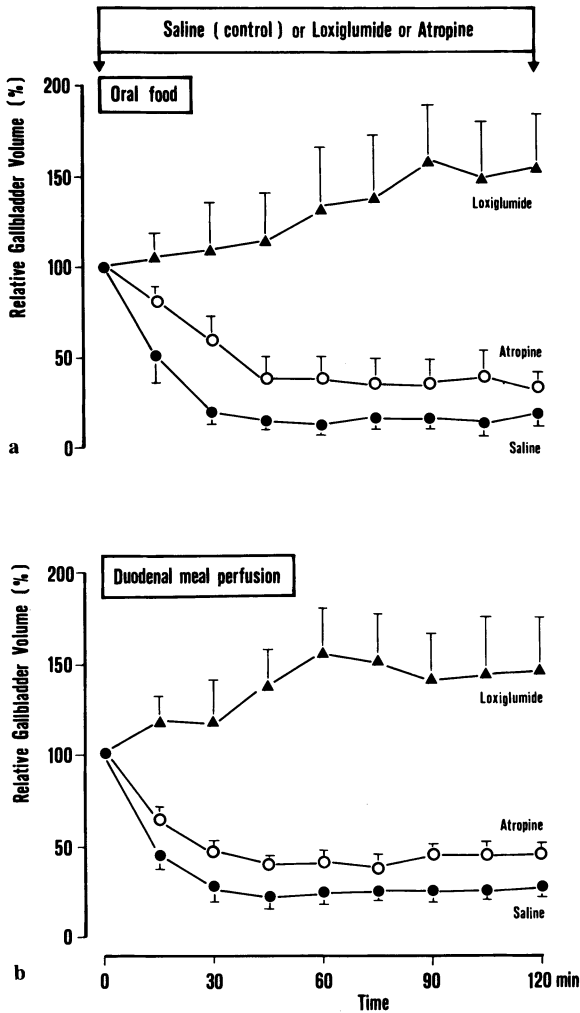 Saline ( control ) or Loxiglumide or Atropine
Oral food
Relative Gallbladder Volume (%)
200
150
100
50
0
Loxiglumide
Atropine
Saline
a
Duodenal meal perfusion
Relative Gallbladder Volume (%)
200
150
100
50
0
Loxiglumide
Atropine
Saline
b
0 30 60 90 120 min
Time